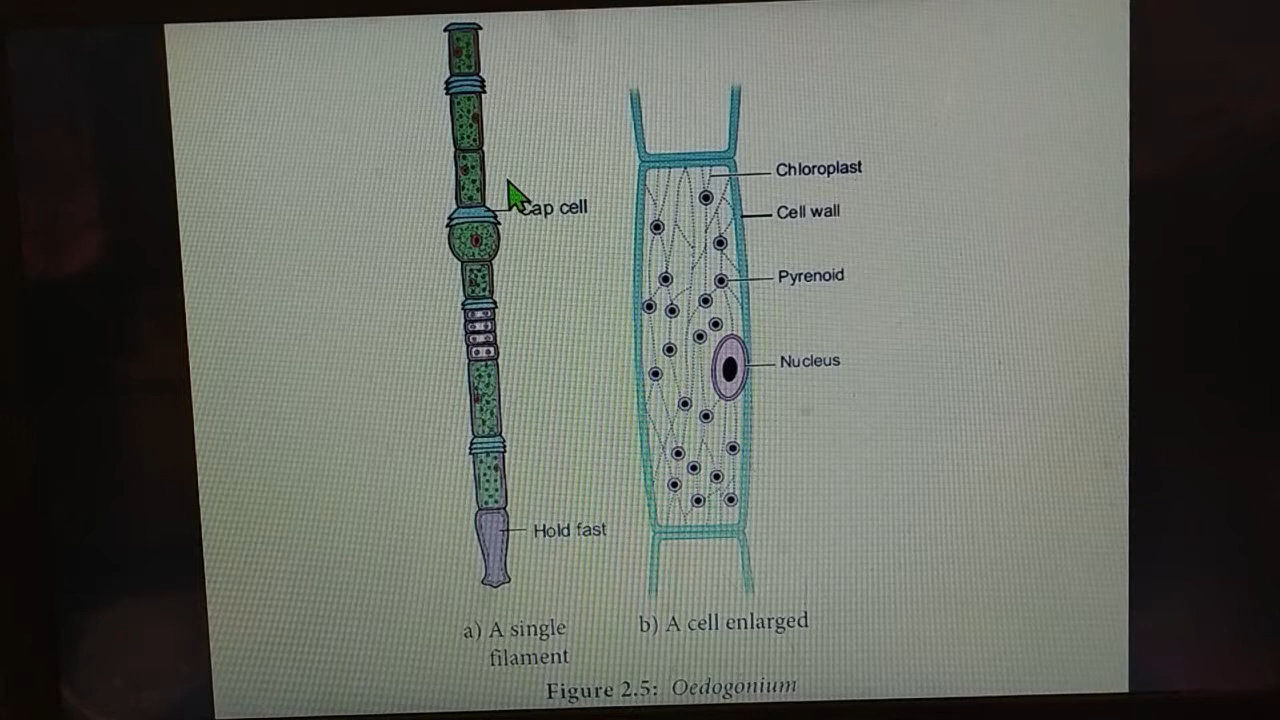 Cap cell
Hold fast
Chloroplast
Cell wall
Pyrenoid
Nucleus
a) A single
filament
b) A cell enlarged
Figure 2.5: Oedogonium